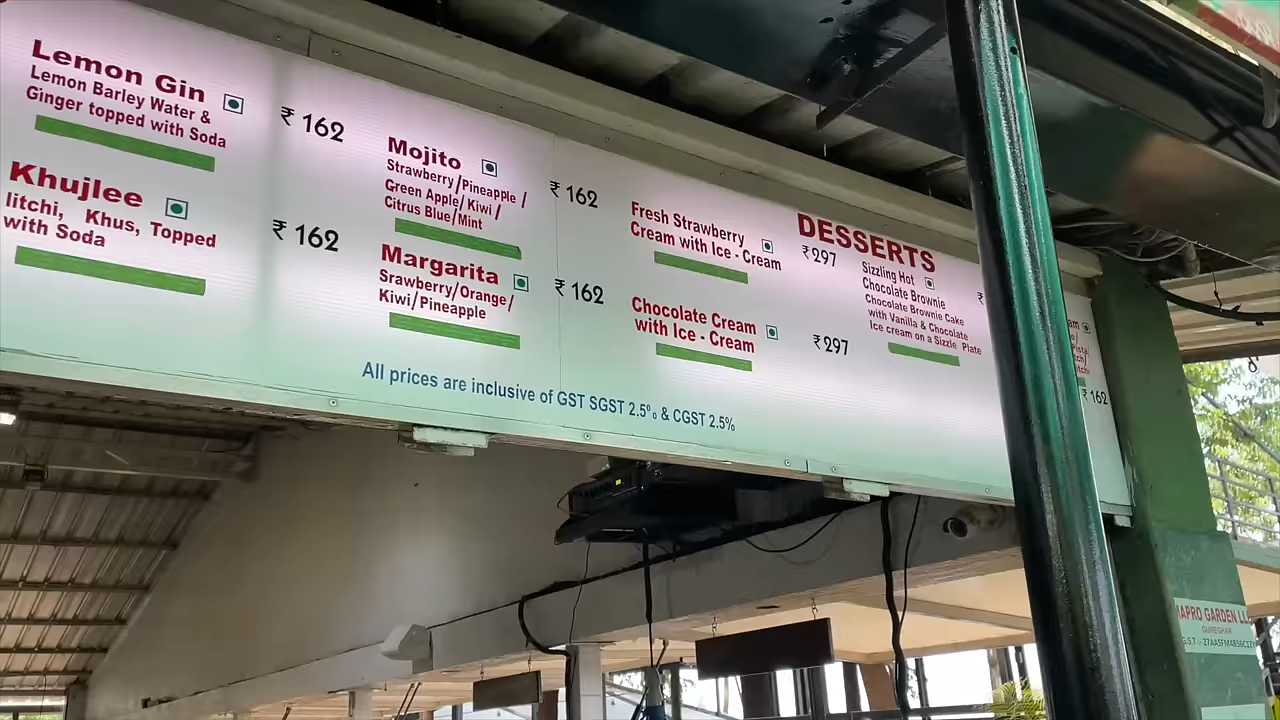 Lemon Gin
Lemon Barley Water &
Ginger topped with Soda
₹ 162
Khujlee
litchi, Khus, Topped
with Soda
₹ 162
Mojito
Strawberry/Pineapple /
Green Apple/Kiwi /
Citrus Blue/Mint
₹ 162
Margarita
Srawberry/Orange/
Kiwi/Pineapple
₹ 162
Fresh Strawberry
Cream with Ice - Cream
₹297
Chocolate Cream
with Ice - Cream
₹297
DESSERTS
Sizzling Hot
Chocolate Brownie
Chocolate Brownie Cake
with Vanilla & Chocolate
Ice cream on a Sizzle Plate
₹
₹ 162
All prices are inclusive of GST SGST 2.5% & CGST 2.5%
MAPRO GARDEN
GUREGHAR